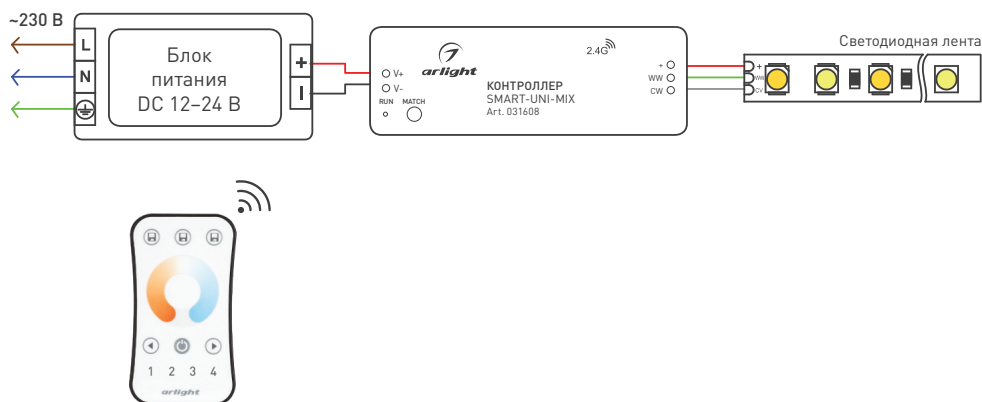 ~230 В
L
N
Блок
питания
DC 12–24 В
+
–
arlight
2.4G
V+
V-
RUN MATCH
КОНТРОЛЛЕР
SMART-UNI-MIX
Art. 031608
+
WW
CW
Светодиодная лента
+
WW
1 2 3 4
arlight